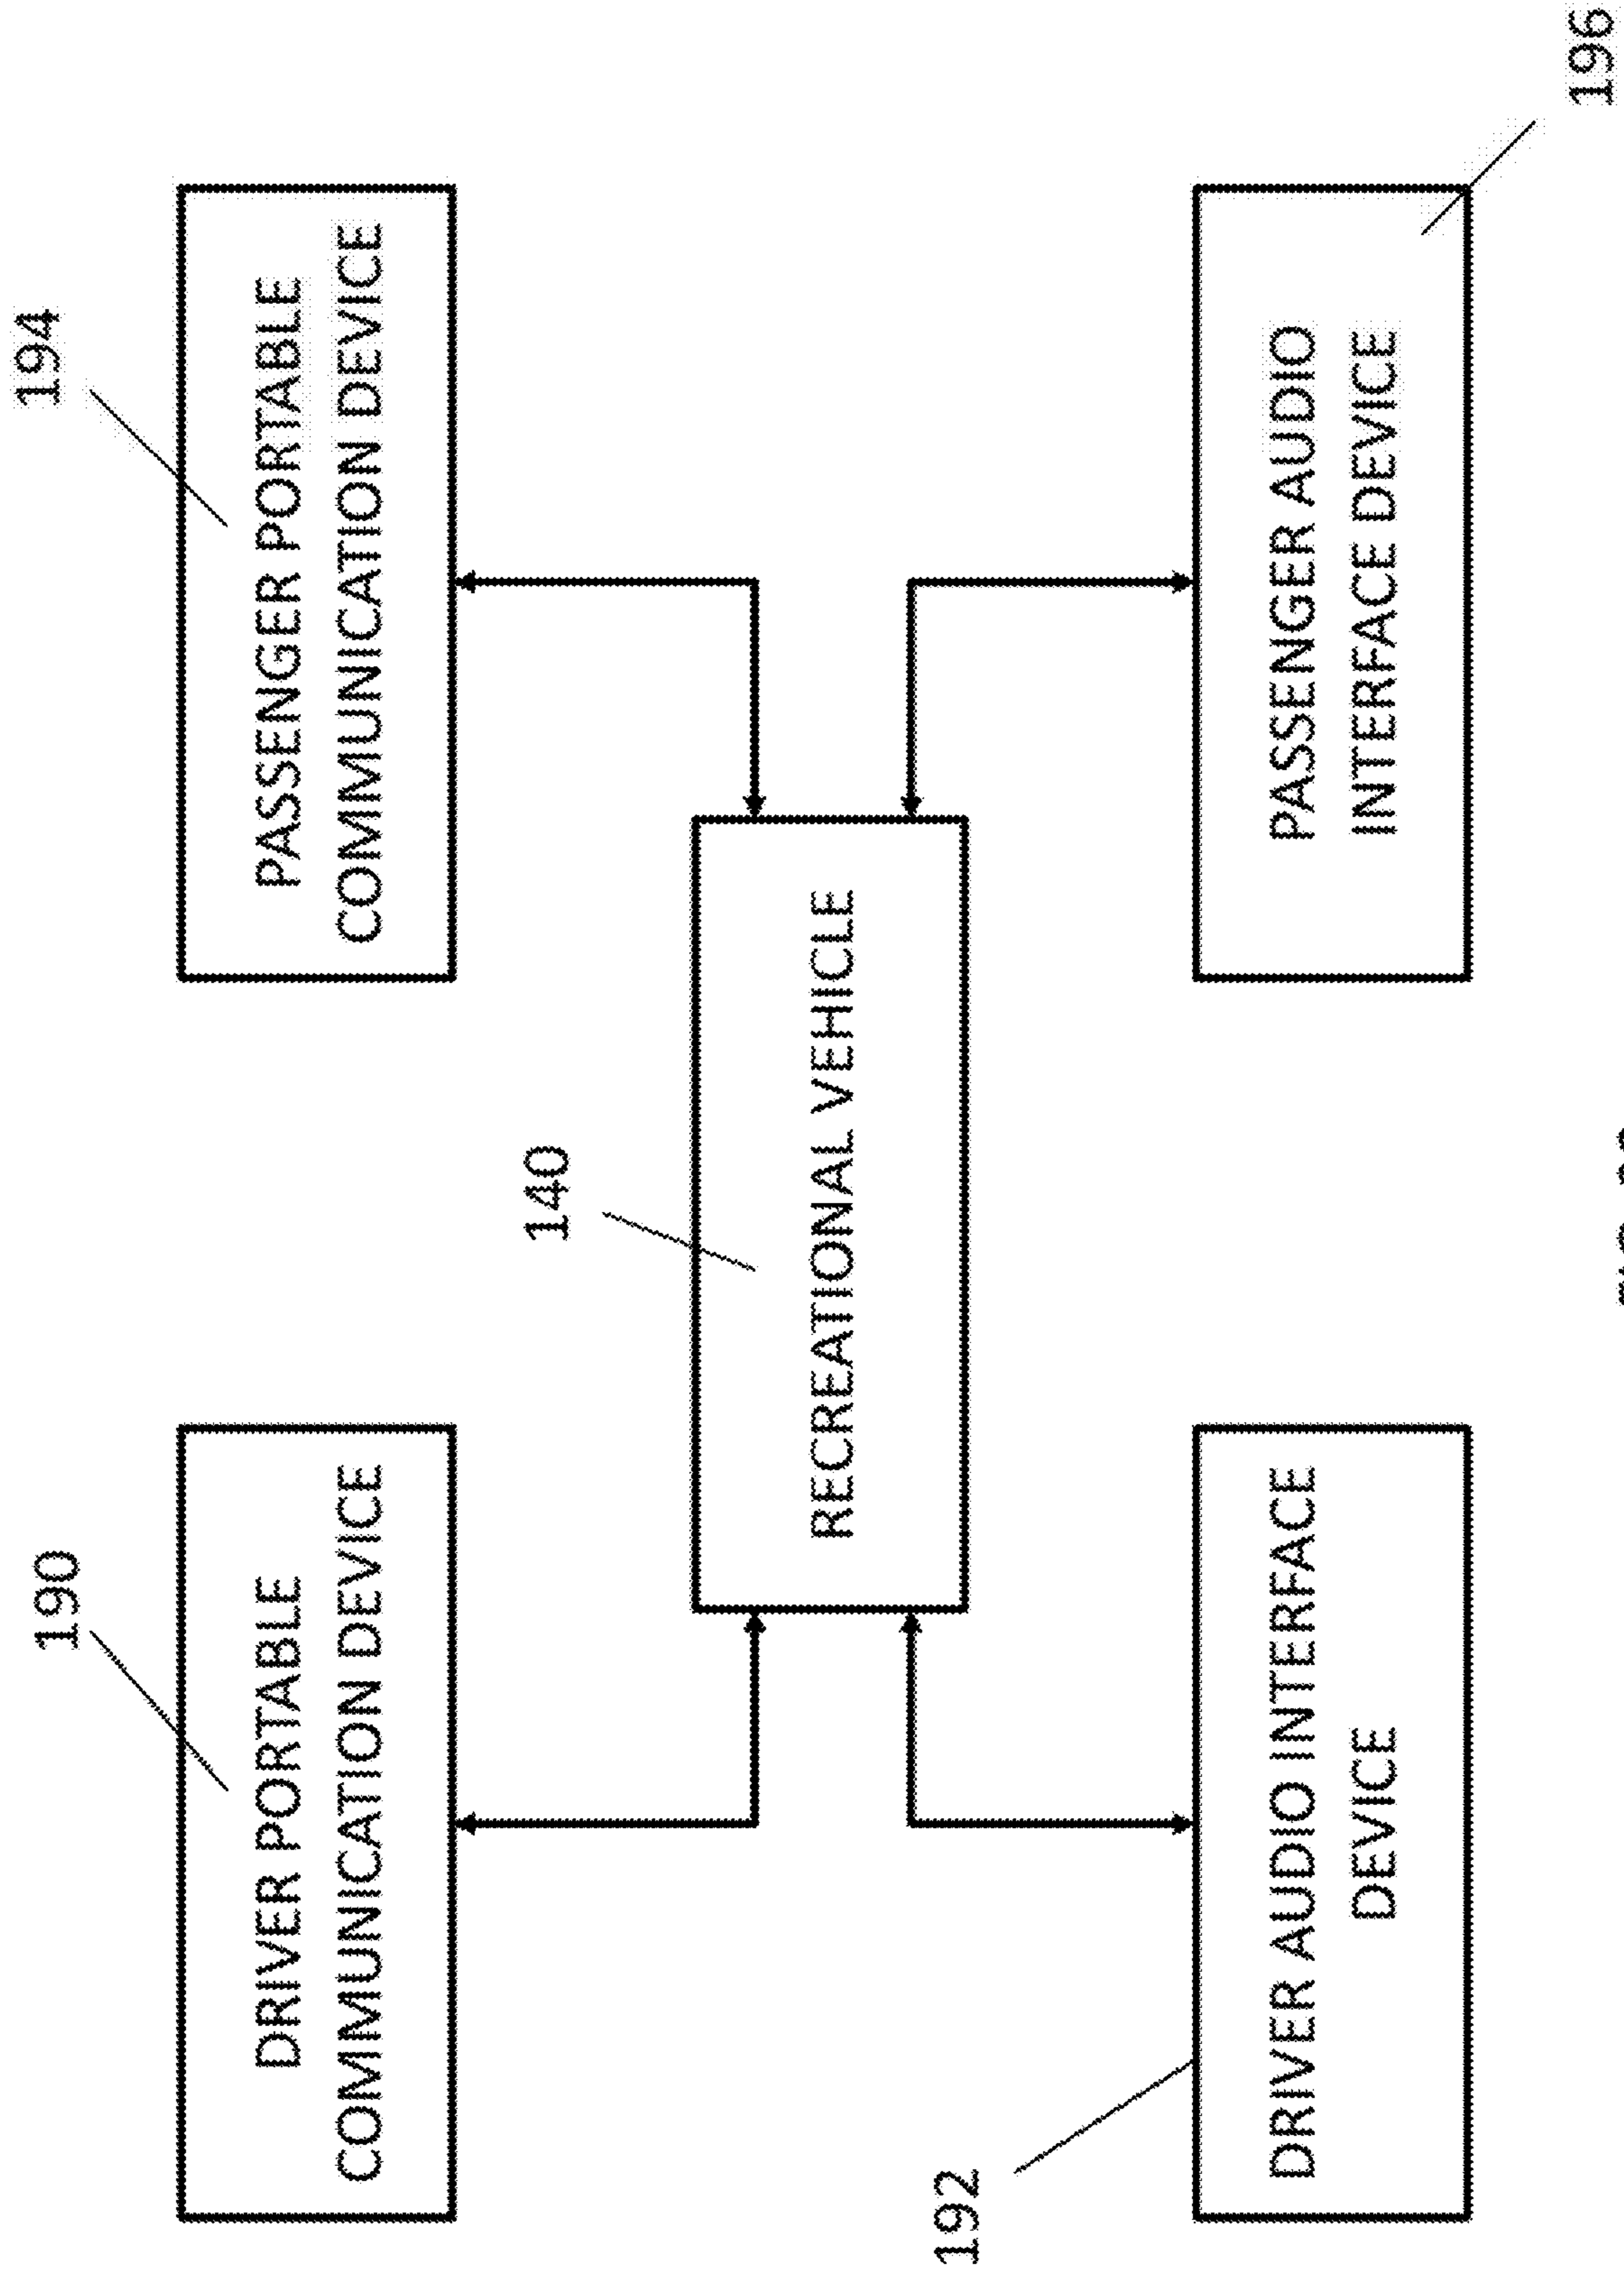 190
DRIVER PORTABLE
COMMUNICATION DEVICE
194
PASSENGER PORTABLE
COMMUNICATION DEVICE
140
RECREATIONAL VEHICLE
192
DRIVER AUDIO INTERFACE
DEVICE
PASSENGER AUDIO
INTERFACE DEVICE
196